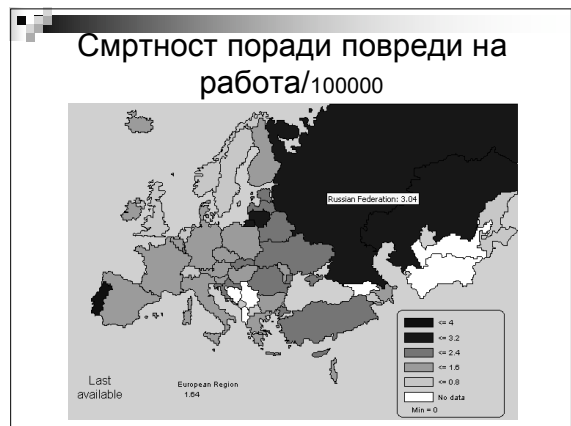 Смртност поради повреди на
работа/100000
Russian Federation: 3.04
<= 4
<= 3.2
<= 2.4
<= 1.6
<= 0.8
No data
Min = 0
Last
available
European Region
1.64